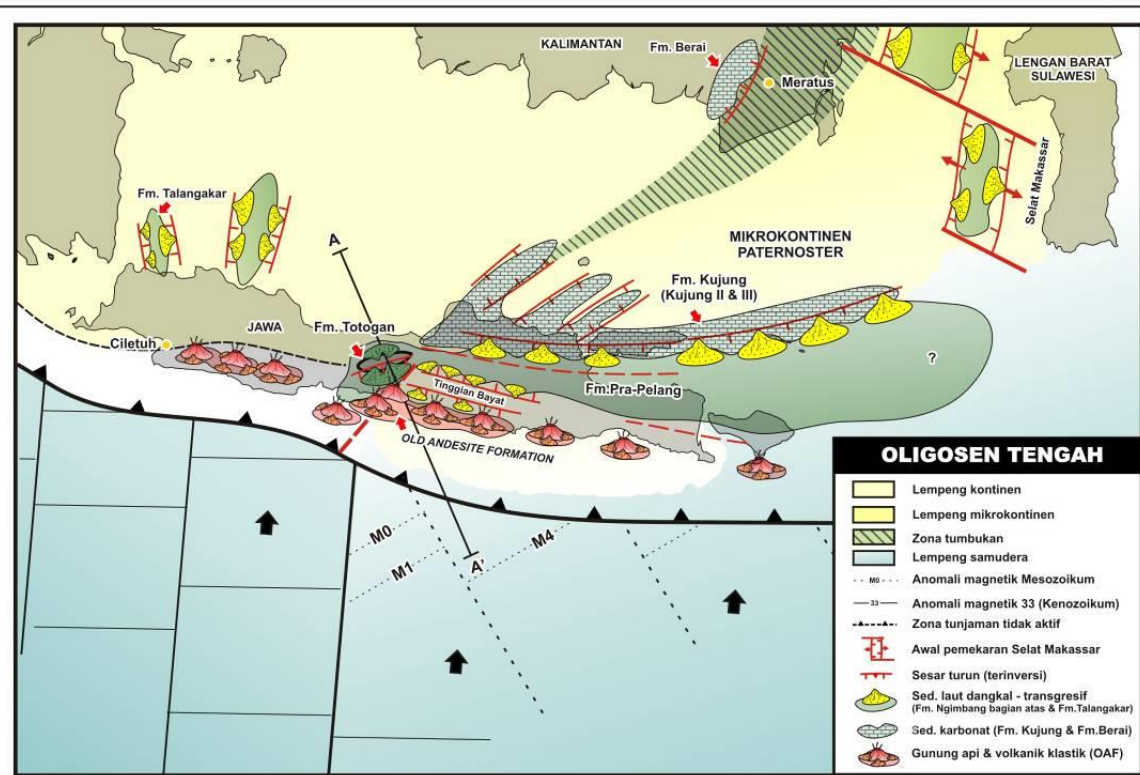 KALIMANTAN
Fm. Berai
Meratus
LENGAN BARAT
SULAWESI
Selat Makassar
Fm. Talangakar
A
MIKROKONTINEN
PATERNOSTER
Fm. Kujung
(Kujung II & III)
JAWA
Fm. Totogan
Ciletuh
Tinggian Bayat
Fm.Pra-Pelang
?
OLD ANDESITE FORMATION
M0
M1
M4
A'
OLIGOSEN TENGAH
Lempeng kontinen
Lempeng mikrokontinen
Zona tumbukan
Lempeng samudera
M0 Anomali magnetik Mesozoikum
33 Anomali magnetik 33 (Kenozoikum)
Zona tunjaman tidak aktif
Awal pemekaran Selat Makassar
Sesar turun (terinversi)
Sed. laut dangkal - transgresif
(Fm. Ngimbang bagian atas & Fm.Talangakar)
Sed. karbonat (Fm. Kujung & Fm.Berai)
Gunung api & volkanik klastik (OAF)